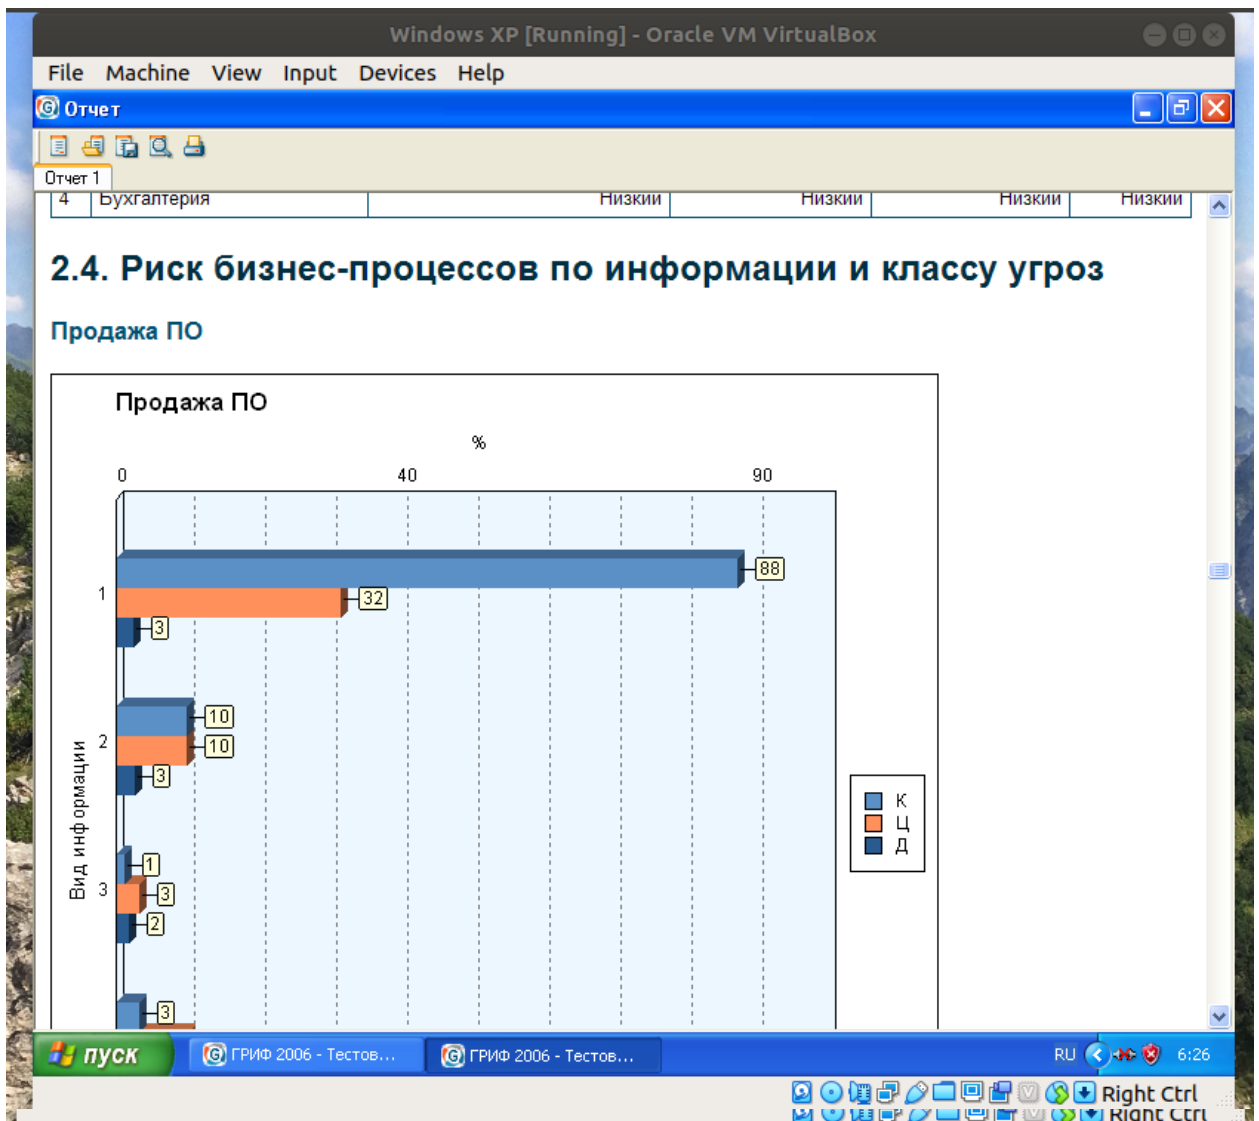 Windows XP [Running] - Oracle VM VirtualBox
File Machine View Input Devices Help
Отчет
Отчет 1
4 Бухгалтерия Низкий Низкий Низкий Низкий
2.4. Риск бизнес-процессов по информации и классу угроз
Продажа ПО
Продажа ПО
%
0 40 90
88
1 32
3
10
2 10
3
Вид информации
1
3 3
2
3
К
Ц
Д
пуск ГРИФ 2006 - Тестов... ГРИФ 2006 - Тестов... RU 6:26
Right Ctrl
Right Ctrl